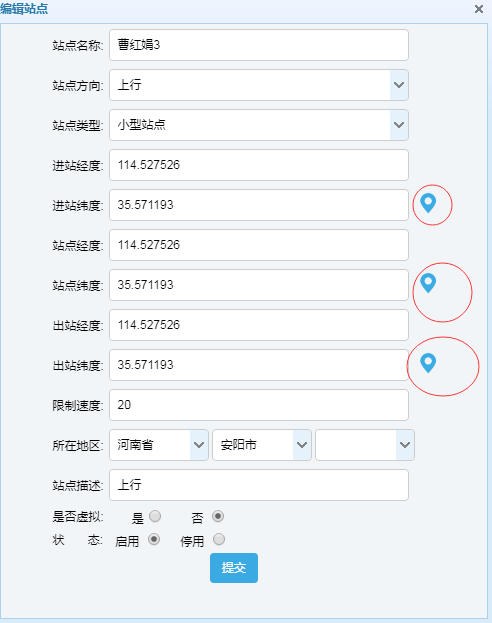 编辑站点
站点名称: 曹红娟3
站点方向: 上行
站点类型: 小型站点
进站经度: 114.527526
进站纬度: 35.571193
站点经度: 114.527526
站点纬度: 35.571193
出站经度: 114.527526
出站纬度: 35.571193
限制速度: 20
所在地区: 河南省 安阳市
站点描述: 上行
是否虚拟: 是 否
状 态: 启用 停用
提交